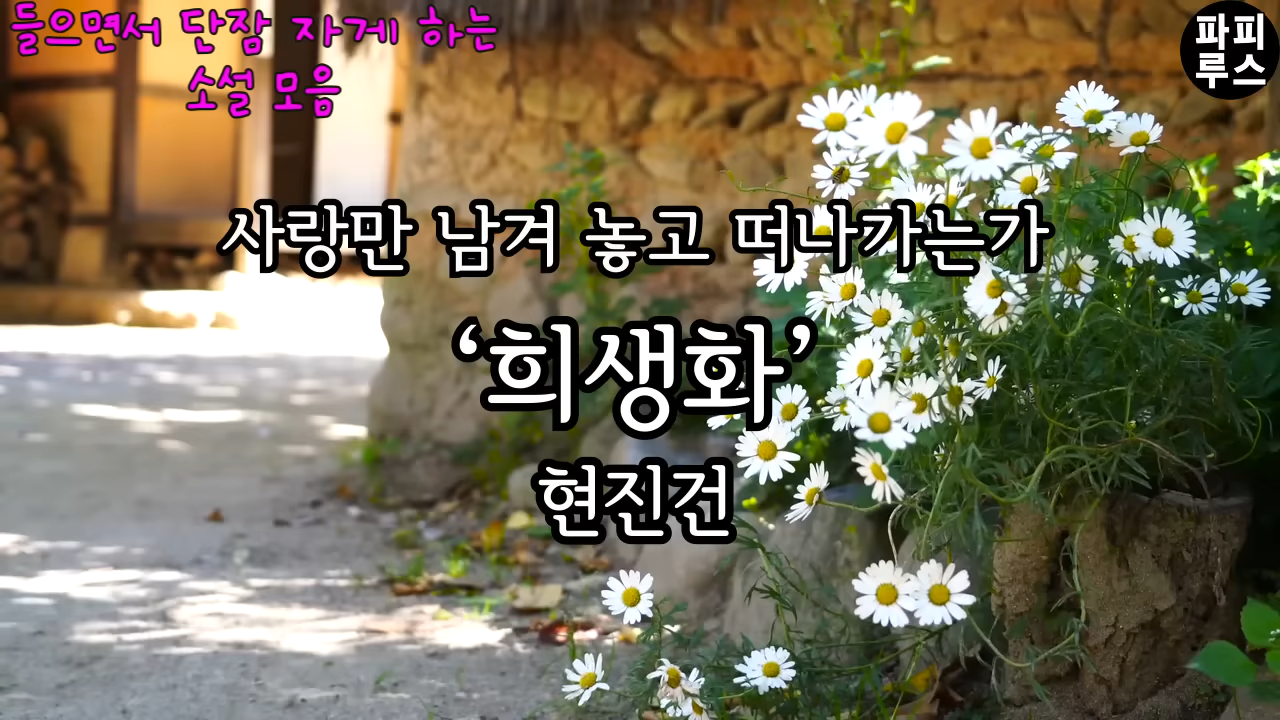 들으면서 단잠 자게 하는
소설 모음
파피
루스
사랑만 남겨 놓고 떠나가는가
‘희생화’
현진건